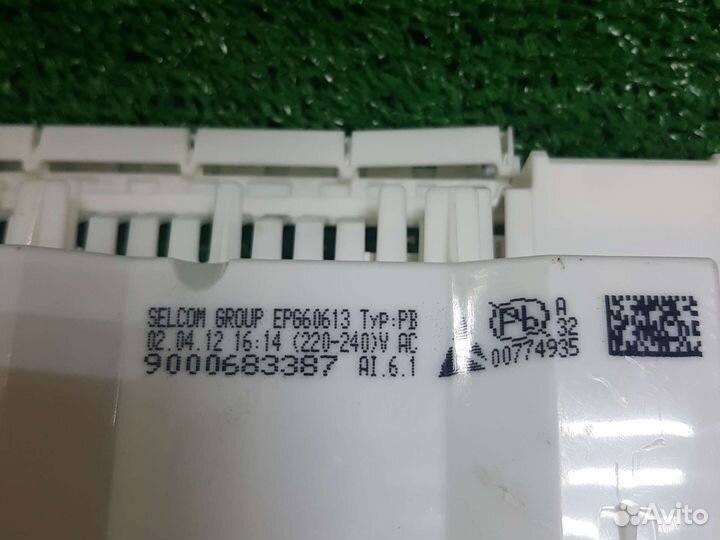 SELCOM GROUP EPG60613 Typ:PB
02.04.12 16:14 (220-240)V AC
9000683387 AI.6.1
Pb A
.32
00774935
Avito